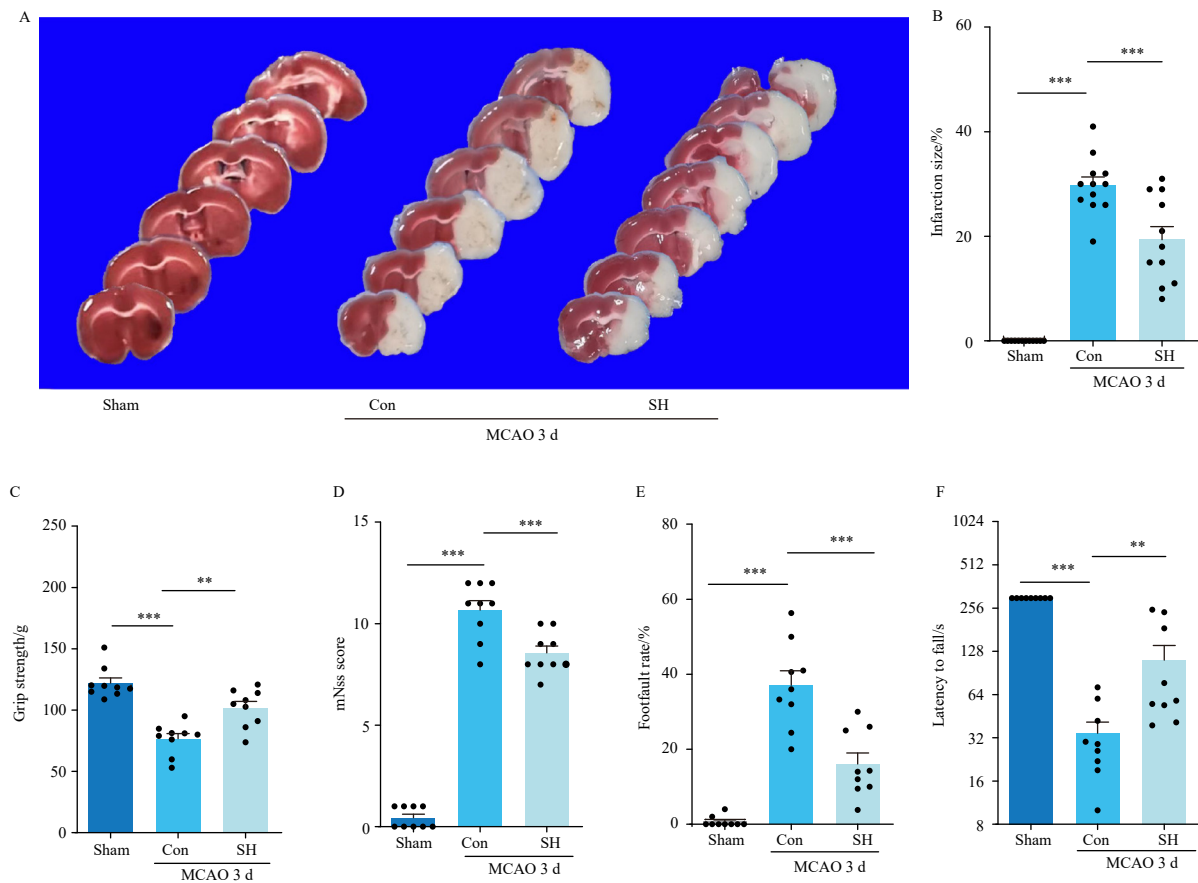 A
Sham
Con
SH
MCAO 3 d
B
Infarction size/%
60
40
20
0
***
***
Sham
Con
SH
MCAO 3 d
C
Grip strength/g
250
200
150
100
50
0
***
**
Sham
Con
SH
MCAO 3 d
D
mNss score
15
10
5
0
***
***
Sham
Con
SH
MCAO 3 d
E
Footfault rate/%
80
60
40
20
0
***
***
Sham
Con
SH
MCAO 3 d
F
Latency to fall/s
1024
512
256
128
64
32
16
8
***
**
Sham
Con
SH
MCAO 3 d